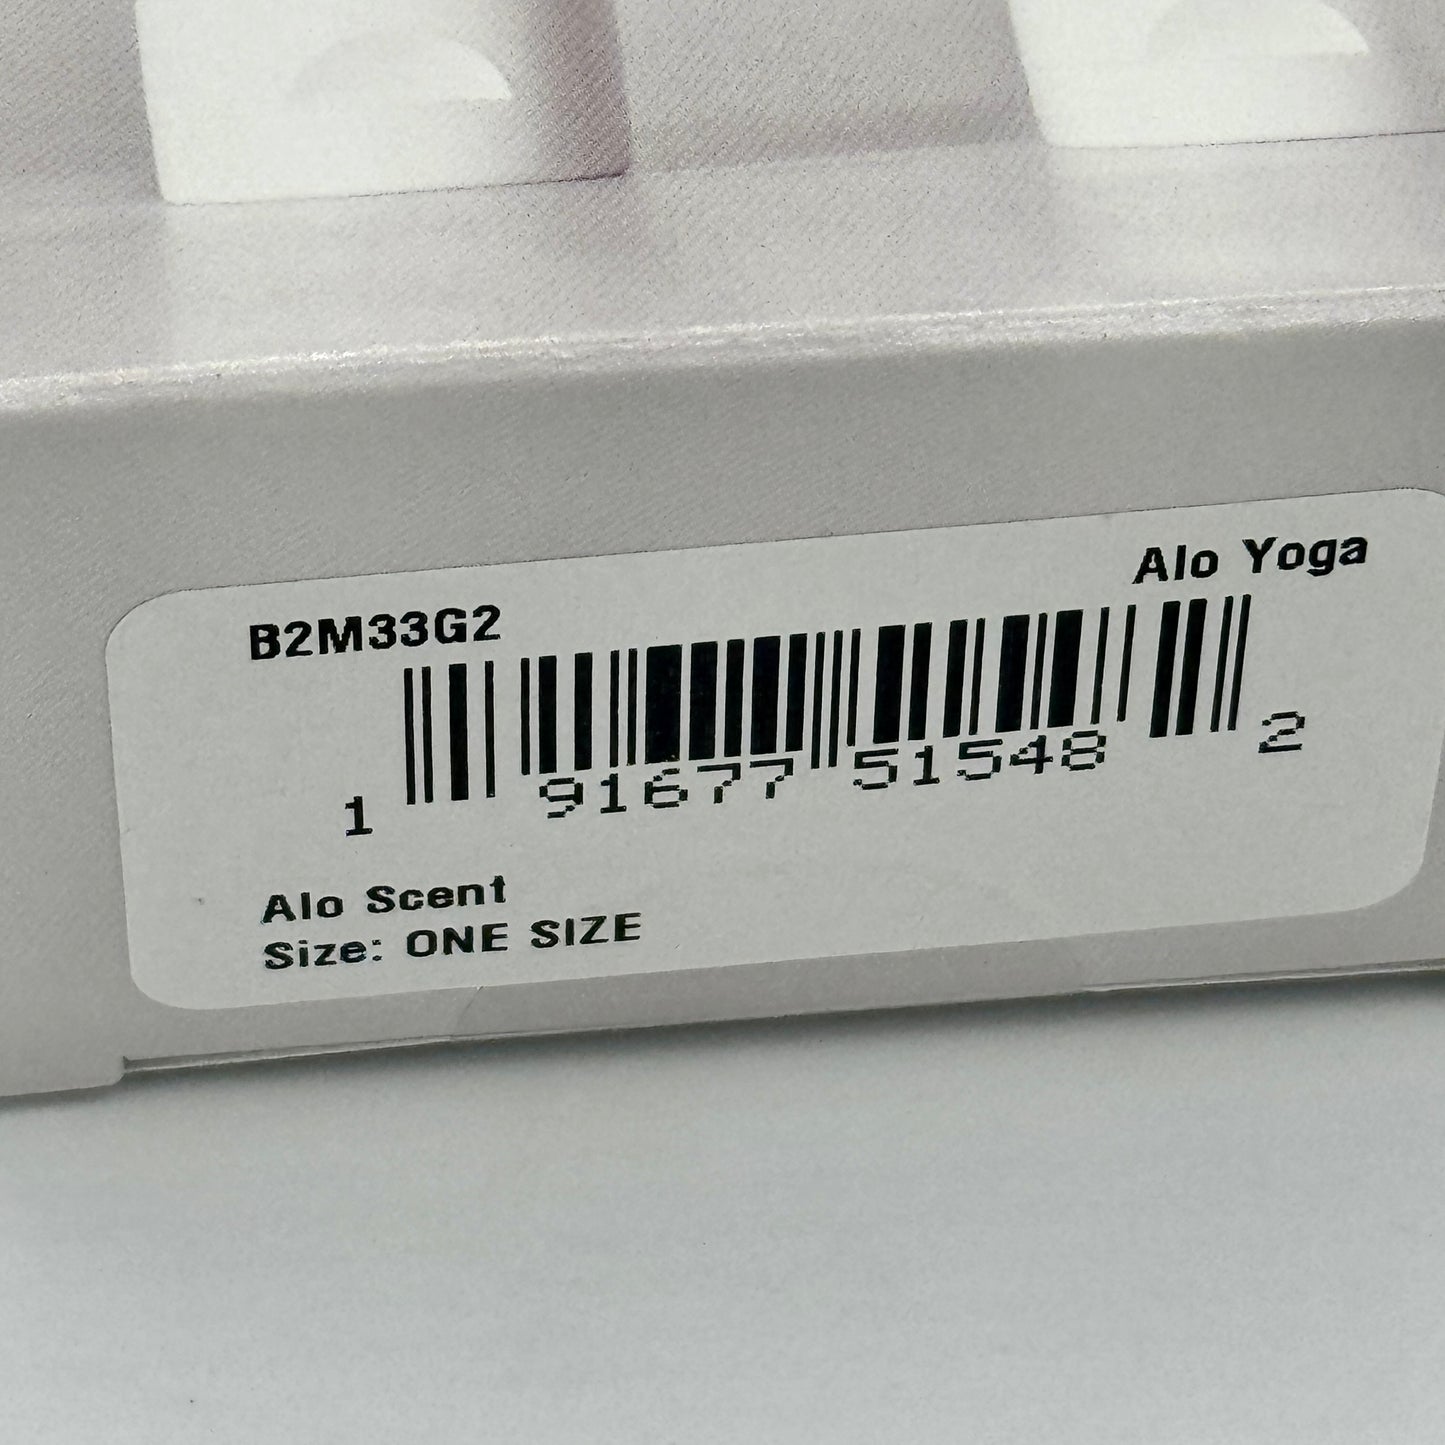 Alo Yoga
B2M33G2
1 91677 51548 2
Alo Scent
Size: ONE SIZE